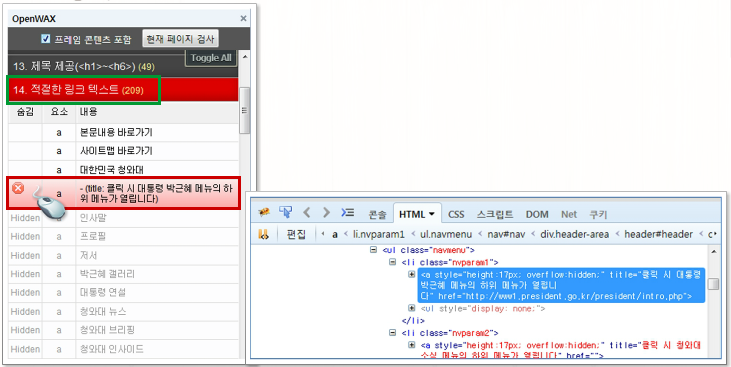 OpenWAX
프레임 콘텐츠 포함 현재 페이지 검사
Toggle All
13. 제목 제공(<h1>~<h6>) (49)
14. 적절한 링크 텍스트 (209)
숨김 요소 내용
a 본문내용 바로가기
a 사이트맵 바로가기
a 대한민국 청와대
a - (title: 클릭 시 대통령 박근혜 메뉴의 하
위 메뉴가 열립니다)
Hidden a 인사말
Hidden a 프로필
Hidden a 저서
Hidden a 박근혜 갤러리
Hidden a 대통령 연설
Hidden a 청와대 뉴스
Hidden a 청와대 브리핑
Hidden a 청와대 인사이드
콘솔 HTML CSS 스크립트 DOM Net 쿠키
편집 a < li.nvparam1 < ul.navmenu < nav#nav < div.header-area < header#header <
<ul class="navmenu">
<li class="nvparam1">
<a style="height:17px; overflow:hidden;" title="클릭 시 대통령
박근혜 메뉴의 하위 메뉴가 열립니
다" href="http://www1.president.go.kr/president/intro.php">
<ul style="display: none;">
</li>
<li class="nvparam2">
<a style="height:17px; overflow:hidden;" title="클릭 시 청와대
소식 메뉴의 하위 메뉴가 열립니다" href="">